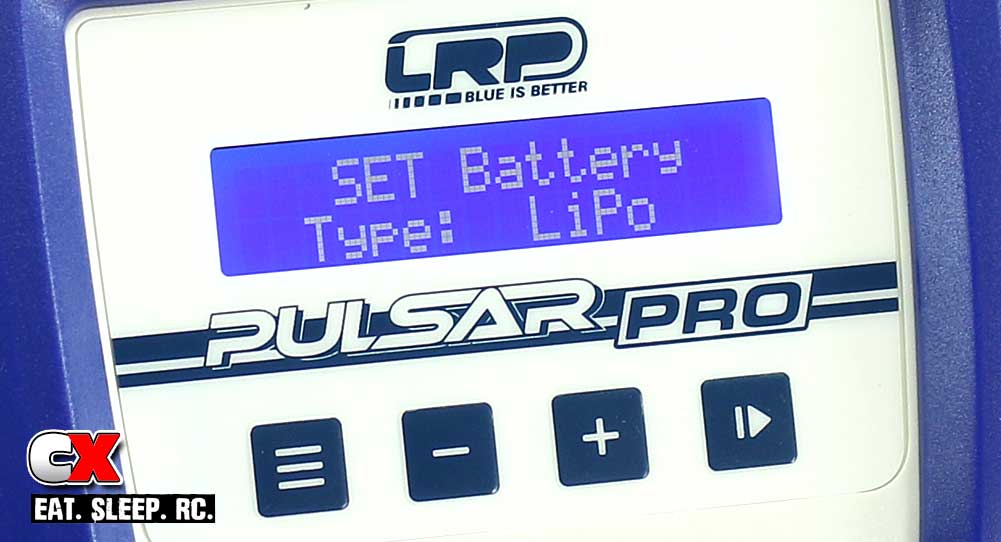 LRP
BLUE IS BETTER
SET Battery
Type: LiPo
PULSAR PRO
CX
EAT. SLEEP. RC.